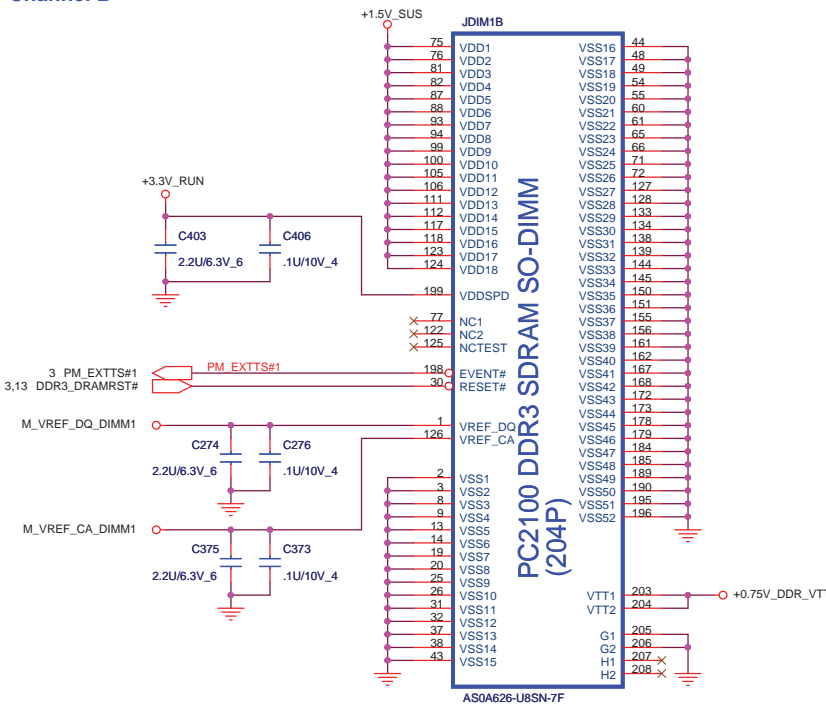 +1.5V_SUS
JDIM1B
75 VDD1 VSS16 44
76 VDD2 VSS17 48
81 VDD3 VSS18 49
82 VDD4 VSS19 54
87 VDD5 VSS20 55
88 VDD6 VSS21 60
93 VDD7 VSS22 61
94 VDD8 VSS23 65
99 VDD9 VSS24 66
100 VDD10 VSS25 71
105 VDD11 VSS26 72
106 VDD12 VSS27 127
111 VDD13 VSS28 128
112 VDD14 VSS29 133
117 VDD15 VSS30 134
118 VDD16 VSS31 138
123 VDD17 VSS32 139
124 VDD18 VSS33 144
VSS34 145
199 VDDSPD VSS35 150
VSS36 151
77 NC1 VSS37 155
122 NC2 VSS38 156
125 NCTEST VSS39 161
VSS40 162
198 EVENT# VSS41 167
30 RESET# VSS42 168
VSS43 172
VSS44 173
1 VREF_DQ VSS45 178
126 VREF_CA VSS46 179
VSS47 184
VSS48 185
2 VSS1 VSS49 189
3 VSS2 VSS50 190
8 VSS3 VSS51 195
9 VSS4 VSS52 196
13 VSS5
14 VSS6
19 VSS7
20 VSS8
25 VSS9
26 VSS10 VTT1 203
31 VSS11 VTT2 204
32 VSS12
37 VSS13 G1 205
38 VSS14 G2 206
43 VSS15 H1 207
H2 208
PC2100 DDR3 SDRAM SO-DIMM
(204P)
AS0A626-U8SN-7F
+0.75V_DDR_VTT
+3.3V_RUN
C403 C406
2.2U/6.3V_6 .1U/10V_4
3 PM_EXTTS#1 PM_EXTTS#1
3,13 DDR3_DRAMRST#
M_VREF_DQ_DIMM1
C274 C276
2.2U/6.3V_6 .1U/10V_4
M_VREF_CA_DIMM1
C375 C373
2.2U/6.3V_6 .1U/10V_4